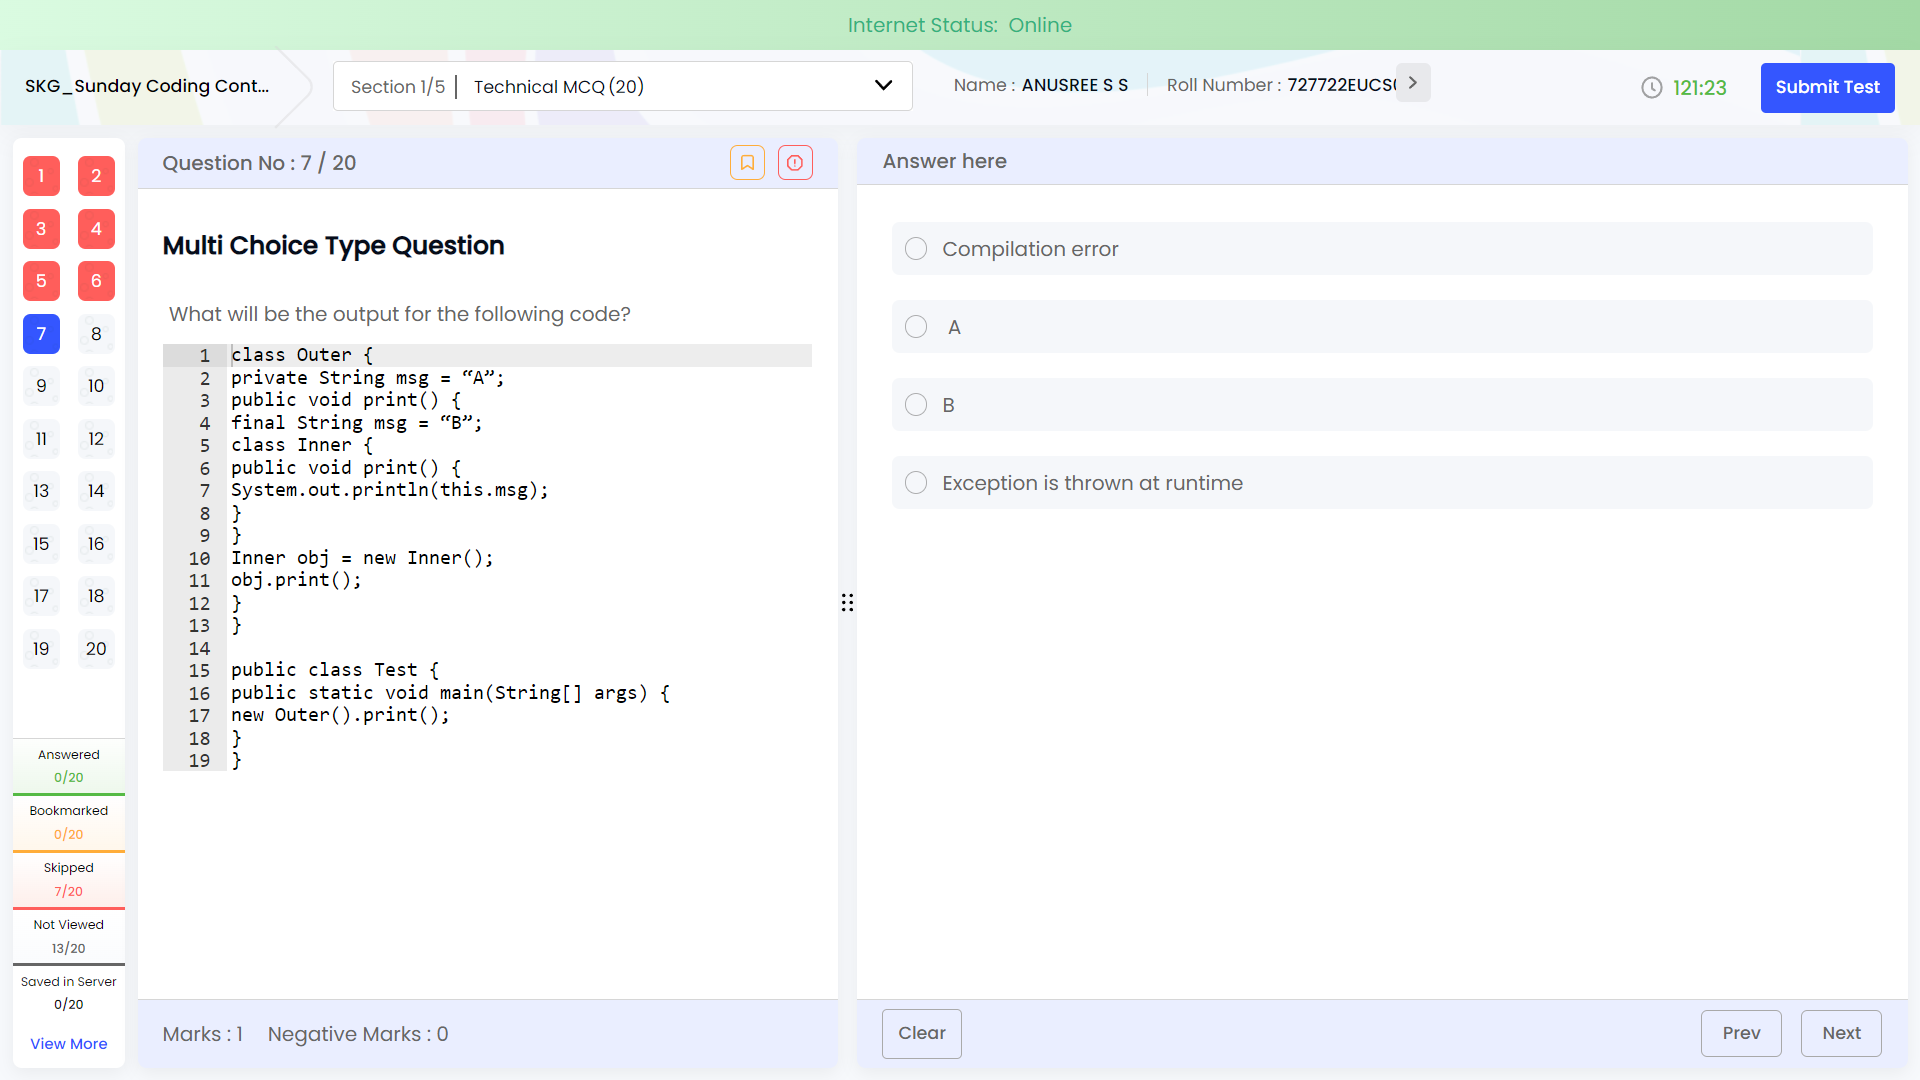 Internet Status: Online
SKG_Sunday Coding Cont...
Section 1/5 | Technical MCQ (20)
Name : ANUSREE S S
Roll Number : 727722EUCS
121:23
Submit Test
1 2
3 4
5 6
7 8
9 10
11 12
13 14
15 16
17 18
19 20
Answered
0/20
Bookmarked
0/20
Skipped
7/20
Not Viewed
13/20
Saved in Server
0/20
View More
Question No : 7 / 20
Multi Choice Type Question
What will be the output for the following code?
1 class Outer {
2 private String msg = “A”;
3 public void print() {
4 final String msg = “B”;
5 class Inner {
6 public void print() {
7 System.out.println(this.msg);
8 }
9 }
10 Inner obj = new Inner();
11 obj.print();
12 }
13 }
14
15 public class Test {
16 public static void main(String[] args) {
17 new Outer().print();
18 }
19 }
Marks : 1 Negative Marks : 0
Answer here
Compilation error
A
B
Exception is thrown at runtime
Clear
Prev
Next